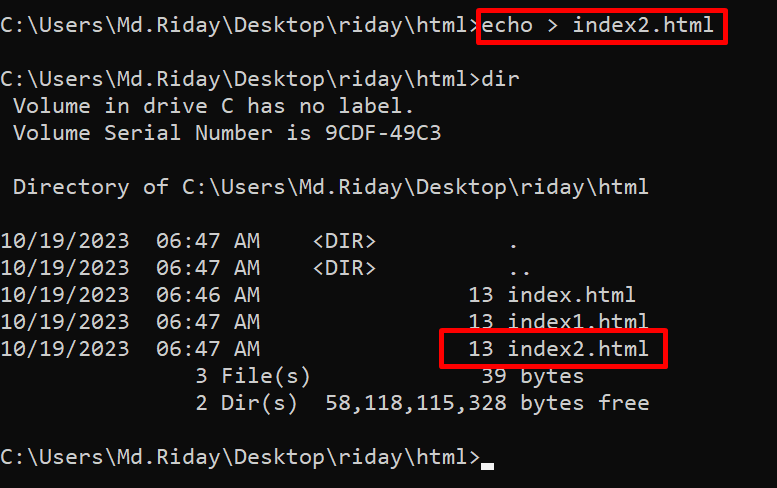 C:\Users\Md.Riday\Desktop\riday\html>echo > index2.html
C:\Users\Md.Riday\Desktop\riday\html>dir
 Volume in drive C has no label.
 Volume Serial Number is 9CDF-49C3
 Directory of C:\Users\Md.Riday\Desktop\riday\html
10/19/2023  06:47 AM    <DIR>          .
10/19/2023  06:47 AM    <DIR>          ..
10/19/2023  06:46 AM                13 index.html
10/19/2023  06:47 AM                13 index1.html
10/19/2023  06:47 AM                13 index2.html
               3 File(s)             39 bytes
               2 Dir(s)  58,118,115,328 bytes free
C:\Users\Md.Riday\Desktop\riday\html>